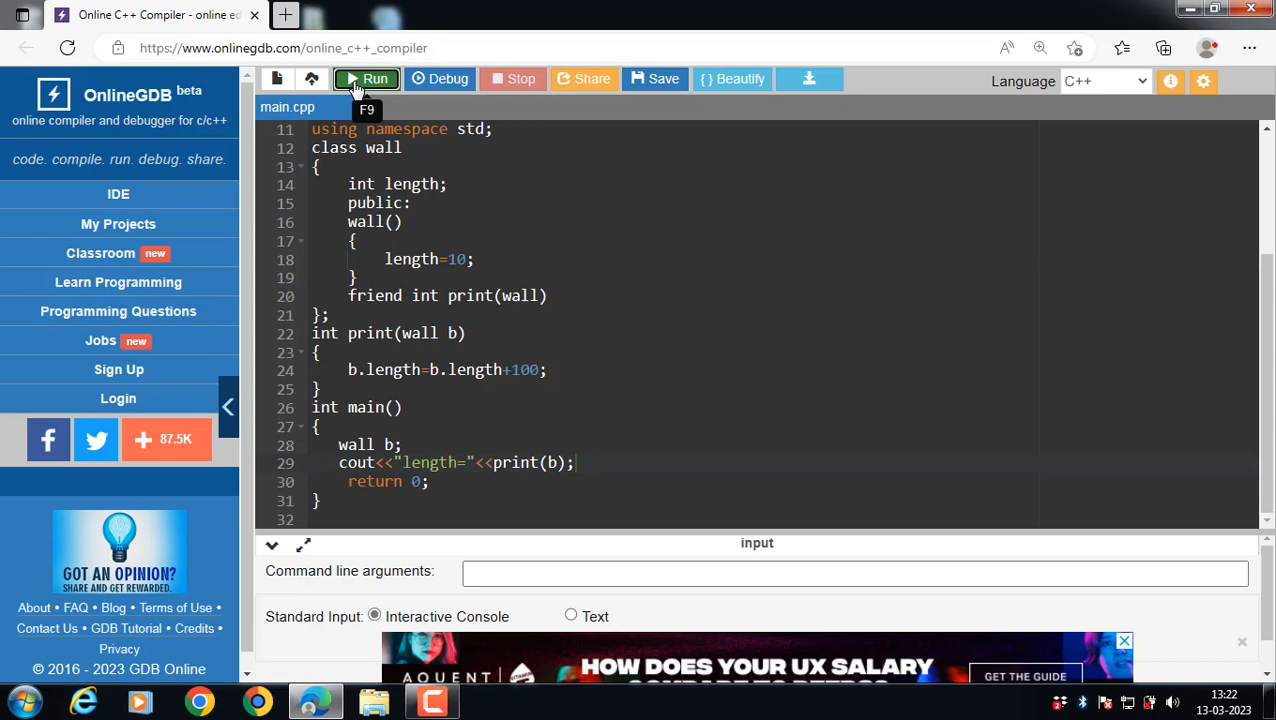 Online C++ Compiler - online ed
https://www.onlinegdb.com/online_c++_compiler
OnlineGDB beta
online compiler and debugger for c/c++
code. compile. run. debug. share.
IDE
My Projects
Classroom new
Learn Programming
Programming Questions
Jobs new
Sign Up
Login
87.5K
GOT AN OPINION?
SHARE AND GET REWARDED.
About • FAQ • Blog • Terms of Use •
Contact Us • GDB Tutorial • Credits •
Privacy
© 2016 - 2023 GDB Online
Run Debug Stop Share Save { } Beautify
Language C++
F9
main.cpp
11 using namespace std;
12 class wall
13 {
14 int length;
15 public:
16 wall()
17 {
18 length=10;
19 }
20 friend int print(wall)
21 };
22 int print(wall b)
23 {
24 b.length=b.length+100;
25 }
26 int main()
27 {
28 wall b;
29 cout<<"length="<<print(b);
30 return 0;
31 }
32
input
Command line arguments:
Standard Input: Interactive Console Text
AQUENT
HOW DOES YOUR UX SALARY
GET THE GUIDE
13:22
13-03-2023